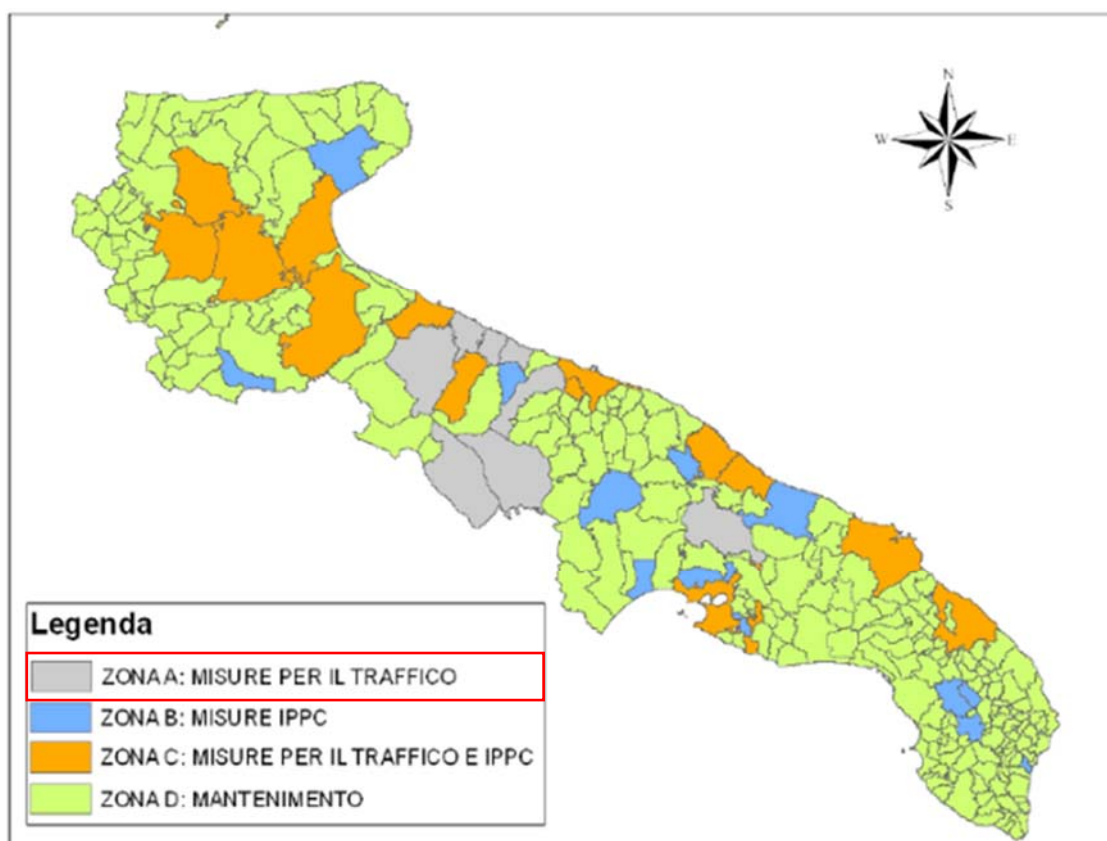 N
W E
S
Legenda
ZONA A: MISURE PER IL TRAFFICO
ZONA B: MISURE IPPC
ZONA C: MISURE PER IL TRAFFICO E IPPC
ZONA D: MANTENIMENTO